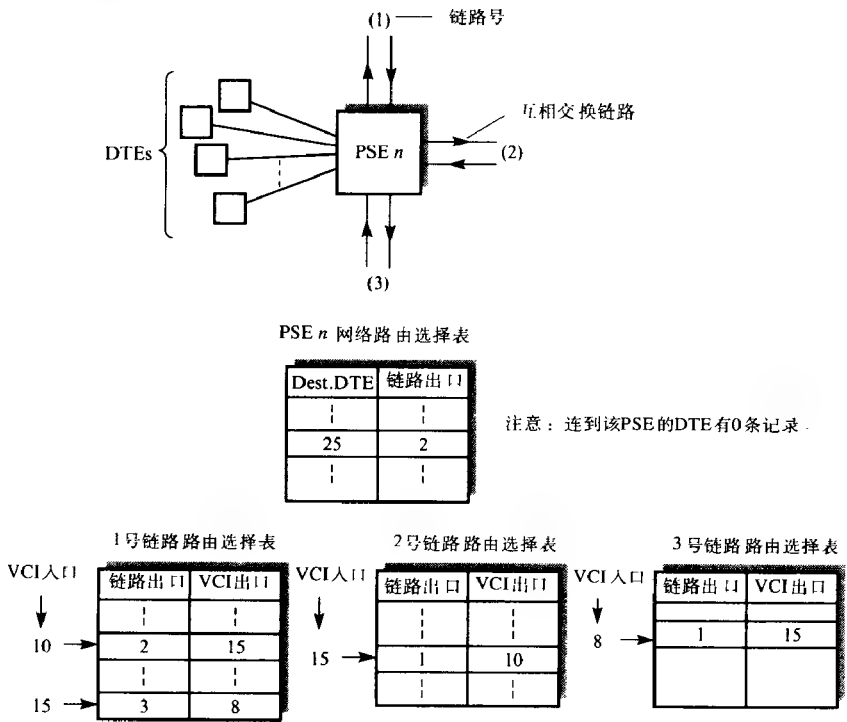 (1)
链路号
互相交换链路
DTEs
PSE n
(2)
(3)
PSE n 网络路由选择表
Dest.DTE 链路出口
25 2
注意：连到该PSE的DTE有0条记录
1号链路路由选择表
VCI入口
链路出口 VCI出口
10 2 15
15 3 8
2号链路路由选择表
VCI入口
链路出口 VCI出口
15 1 10
3号链路路由选择表
VCI入口
链路出口 VCI出口
8 1 15